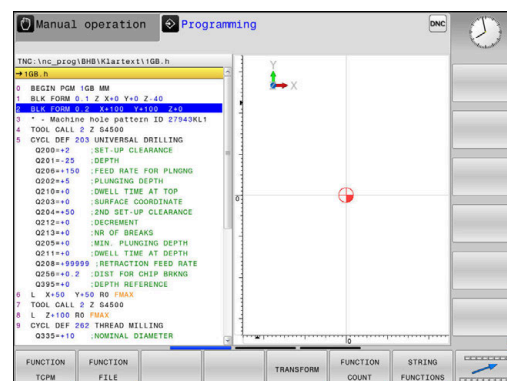 Manual operation
Programming
DNC
TNC:\nc_prog\BHB\Klartext\1GB.h
→1GB.h
0 BEGIN PGM 1GB MM
1 BLK FORM 0.1 Z X+0 Y+0 Z-40
2 BLK FORM 0.2 X+100 Y+100 Z+0
3 * - Machine hole pattern ID 27943KL1
4 TOOL CALL 2 Z S4500
5 CYCL DEF 203 UNIVERSAL DRILLING
Q200=+2 ;SET-UP CLEARANCE
Q201=-25 ;DEPTH
Q206=+150 ;FEED RATE FOR PLNGNG
Q202=+5 ;PLUNGING DEPTH
Q210=+0 ;DWELL TIME AT TOP
Q203=+0 ;SURFACE COORDINATE
Q204=+50 ;2ND SET-UP CLEARANCE
Q212=+0 ;DECREMENT
Q213=+0 ;NR OF BREAKS
Q205=+0 ;MIN. PLUNGING DEPTH
Q211=+0 ;DWELL TIME AT DEPTH
Q208=+99999 ;RETRACTION FEED RATE
Q256=+0.2 ;DIST FOR CHIP BRKNG
Q395=+0 ;DEPTH REFERENCE
6 L X+50 Y+50 R0 FMAX
7 TOOL CALL 2 Z S4500
8 L Z+100 R0 FMAX
9 CYCL DEF 262 THREAD MILLING
Q335=+10 ;NOMINAL DIAMETER
Y
X
0
0
FUNCTION TCPM
FUNCTION FILE
TRANSFORM
FUNCTION COUNT
STRING FUNCTIONS